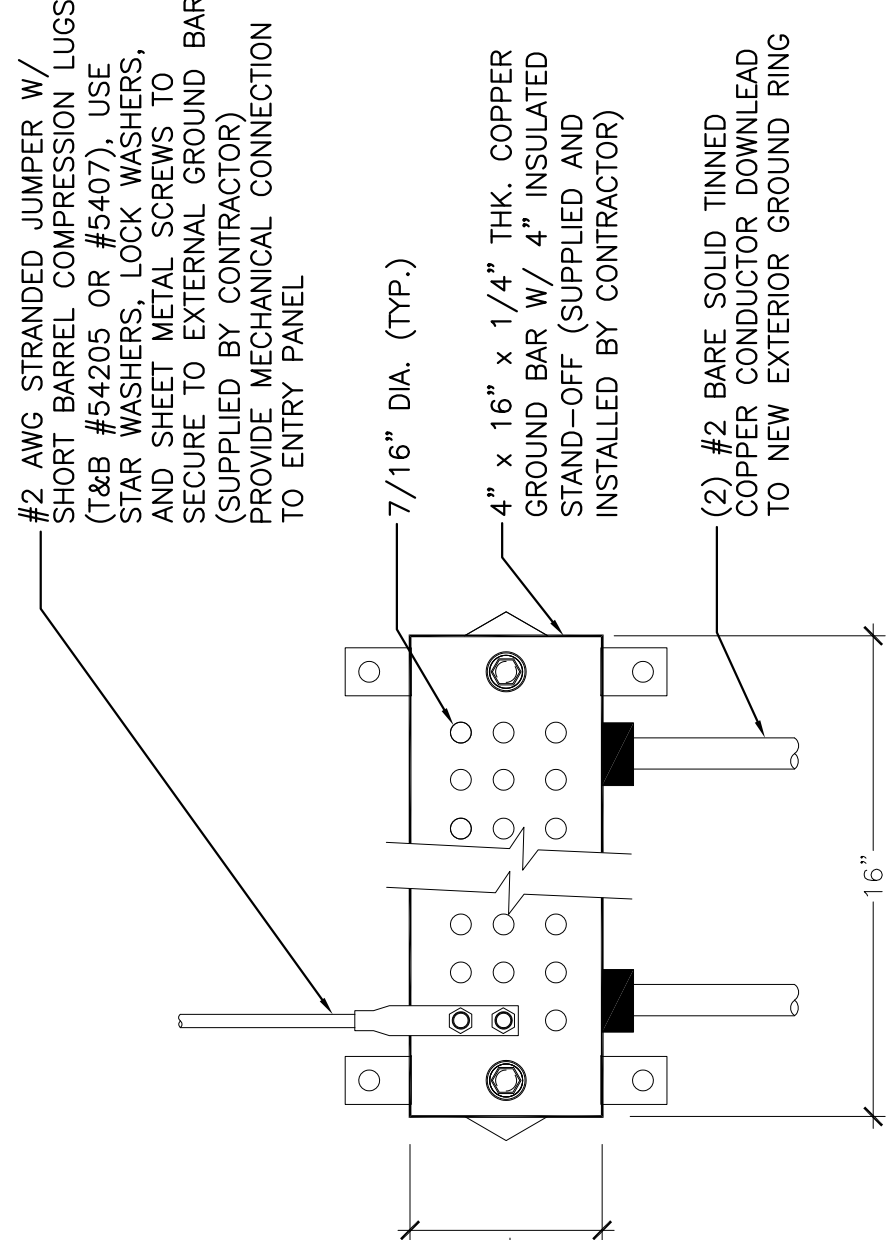 #2 AWG STRANDED JUMPER W/
SHORT BARREL COMPRESSION LUGS
(T&B #54205 OR #5407), USE
STAR WASHERS, LOCK WASHERS,
AND SHEET METAL SCREWS TO
SECURE TO EXTERNAL GROUND BAR
(SUPPLIED BY CONTRACTOR)
PROVIDE MECHANICAL CONNECTION
TO ENTRY PANEL
7/16" DIA. (TYP.)
4" x 16" x 1/4" THK. COPPER
GROUND BAR W/ 4" INSULATED
STAND-OFF (SUPPLIED AND
INSTALLED BY CONTRACTOR)
(2) #2 BARE SOLID TINNED
COPPER CONDUCTOR DOWNLEAD
TO NEW EXTERIOR GROUND RING
16"